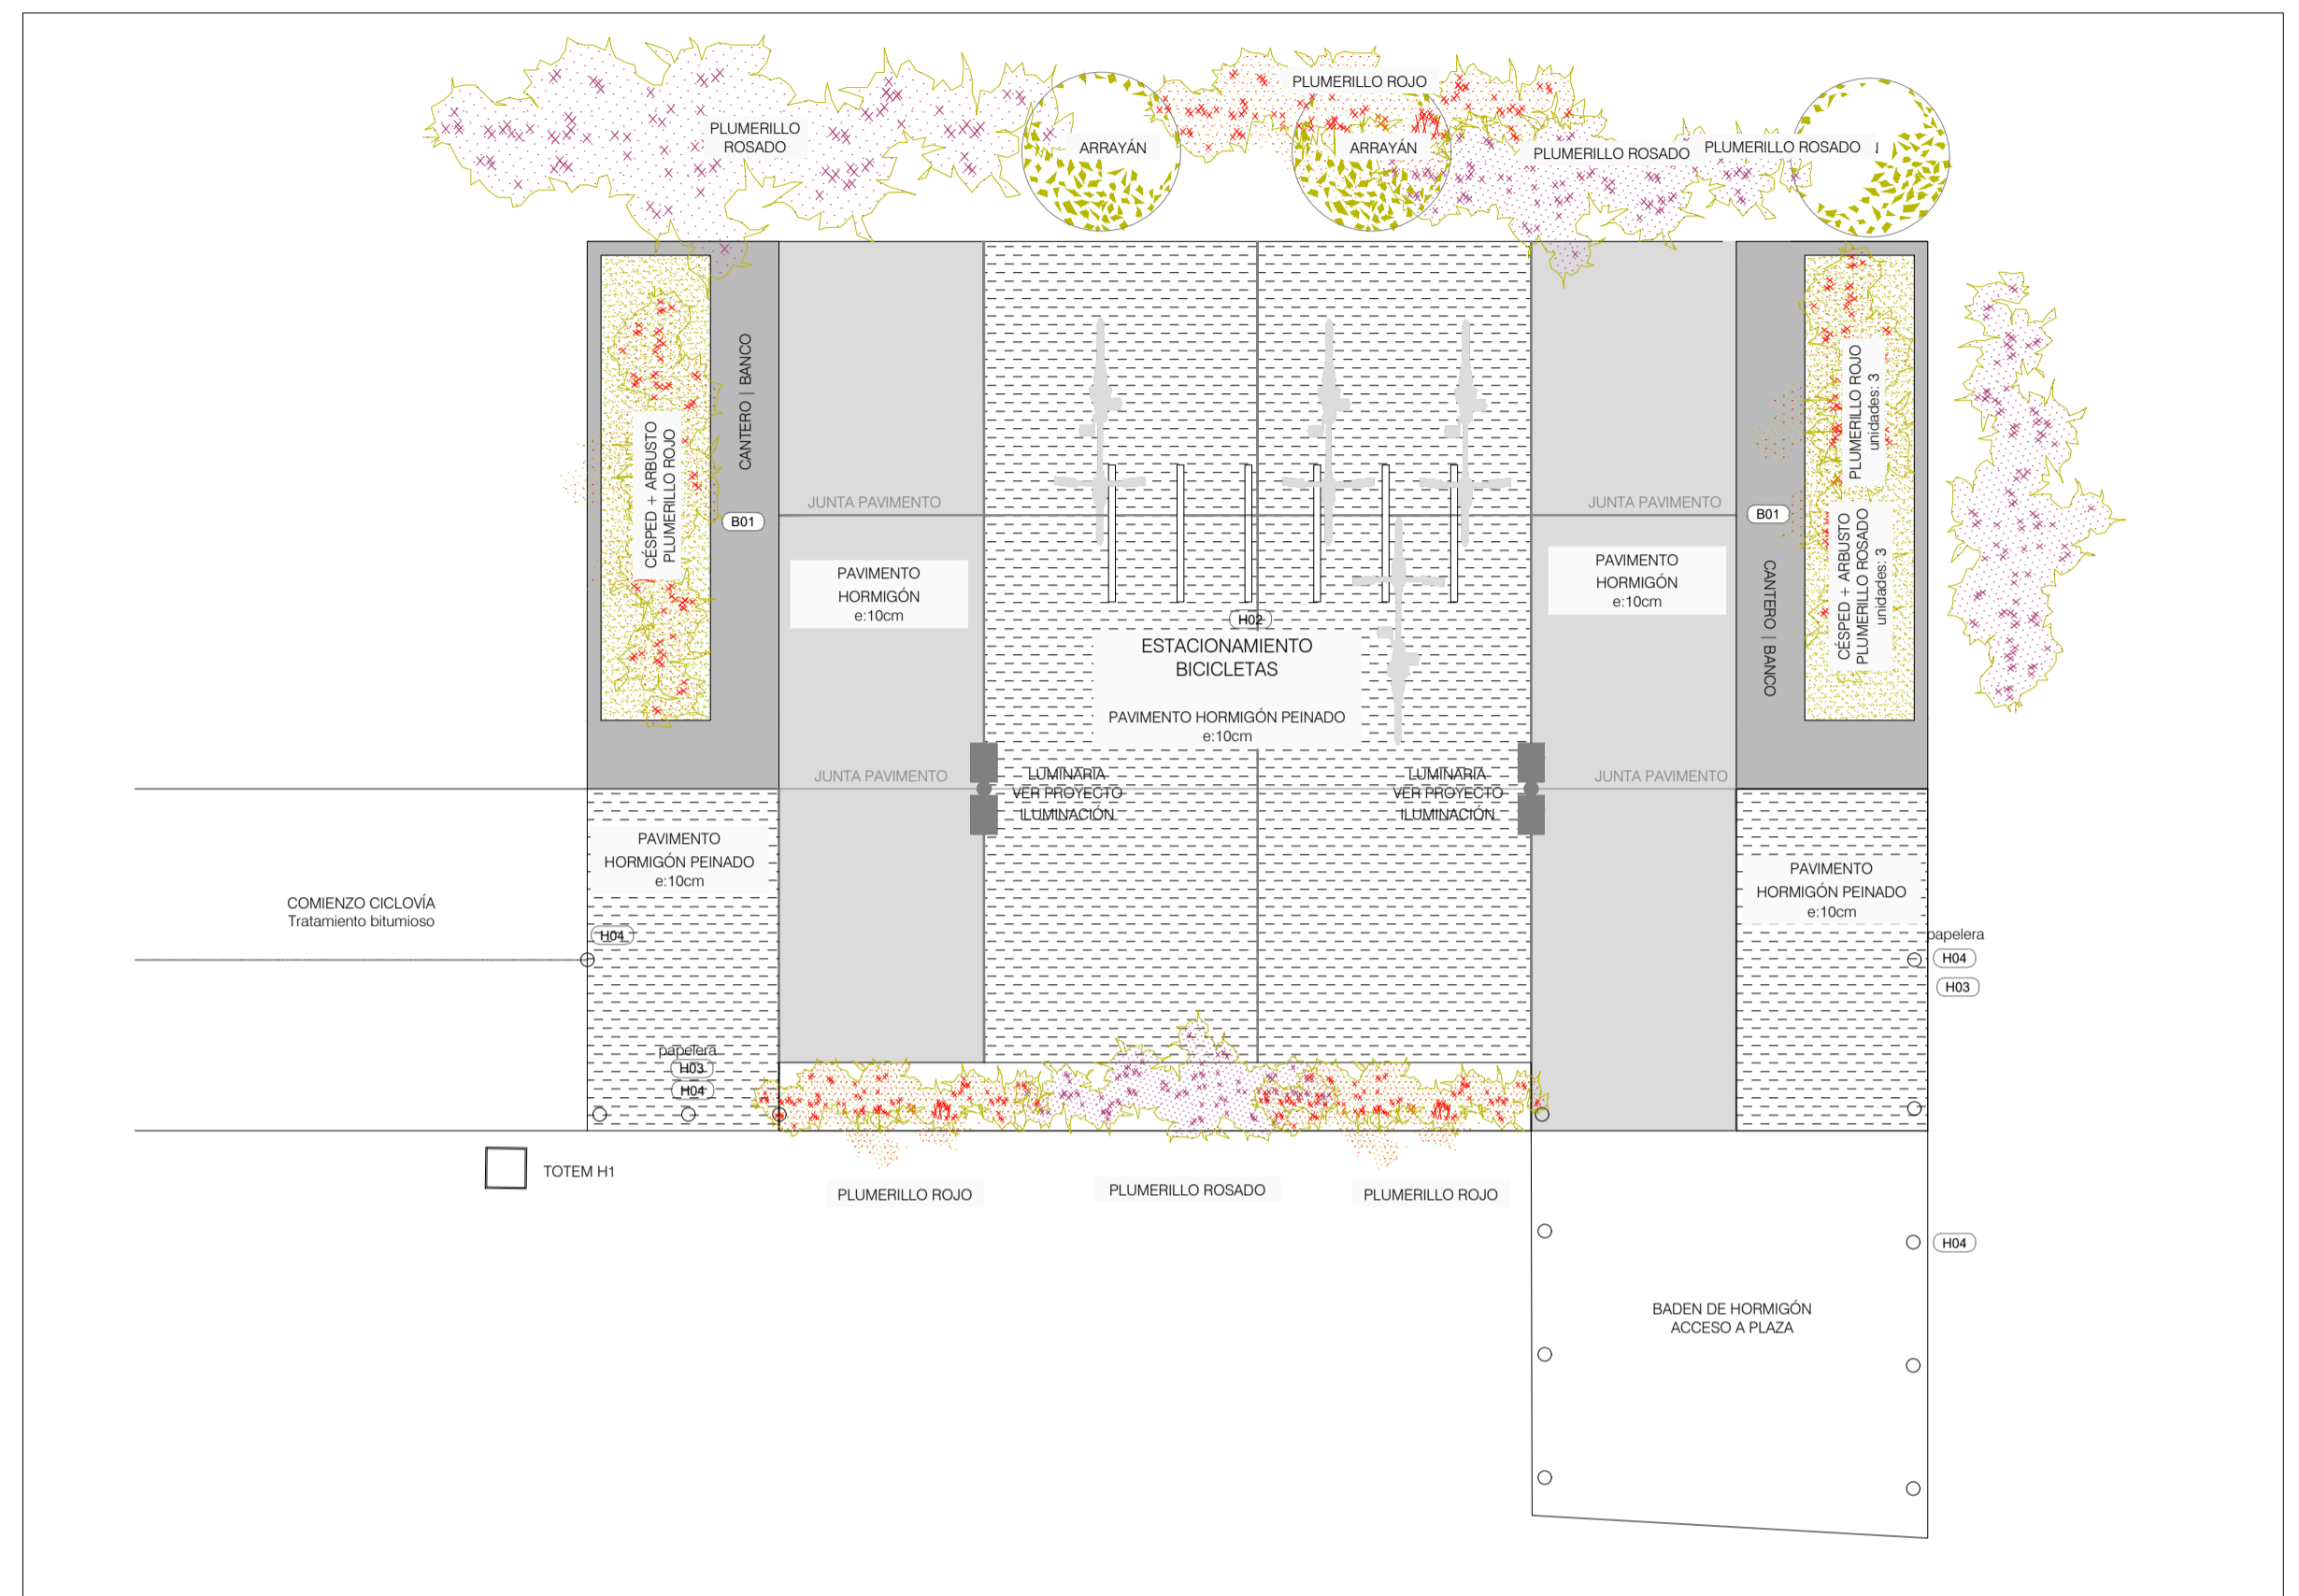 PLUMERILLO ROJO
PLUMERILLO
ROSADO
ARRAYÁN
ARRAYÁN
PLUMERILLO ROSADO
PLUMERILLO ROSADO
CANTERO | BANCO
CÉSPED + ARBUSTO
PLUMERILLO ROJO
B01
JUNTA PAVIMENTO
JUNTA PAVIMENTO
B01
PLUMERILLO ROJO
unidades: 3
CÉSPED + ARBUSTO
PLUMERILLO ROSADO
unidades: 3
CANTERO | BANCO
PAVIMENTO
HORMIGÓN
e:10cm
PAVIMENTO
HORMIGÓN
e:10cm
H02
ESTACIONAMIENTO
BICICLETAS
PAVIMENTO HORMIGÓN PEINADO
e:10cm
JUNTA PAVIMENTO
LUMINARIA
VER PROYECTO
ILUMINACIÓN
LUMINARIA
VER PROYECTO
ILUMINACIÓN
JUNTA PAVIMENTO
PAVIMENTO
HORMIGÓN PEINADO
e:10cm
PAVIMENTO
HORMIGÓN PEINADO
e:10cm
COMIENZO CICLOVÍA
Tratamiento bitumioso
H04
papelera
H04
H03
papelera
H03
H04
TOTEM H1
PLUMERILLO ROJO
PLUMERILLO ROSADO
PLUMERILLO ROJO
H04
BADEN DE HORMIGÓN
ACCESO A PLAZA